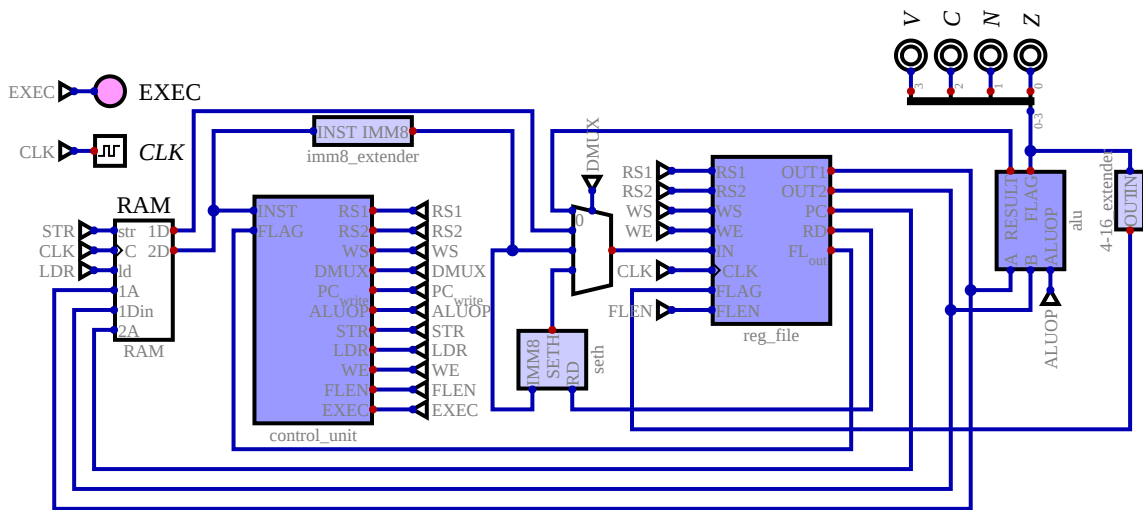 V C N Z
3 2 1 0
0-3
EXEC EXEC
CLK CLK
INST IMM8
imm8_extender
DMUX
RAM
STR str 1D
CLK C 2D
LDR ld
1A
1Din
2A
RAM
INST RS1 RS1
FLAG RS2 RS2
WS WS
DMUX DMUX
PCwrite PCwrite
ALUOP ALUOP
STR STR
LDR LDR
WE WE
FLEN FLEN
EXEC EXEC
control_unit
0
IMM8 SETH RD
seth
RS1 RS1 OUT1
RS2 RS2 OUT2
WS WS PC
WE WE RD
IN FLout
CLK CLK
FLAG
FLEN FLEN
reg_file
RESULT FLAG
A B ALUOP
alu
ALUOP
4-16_extender
OUTIN